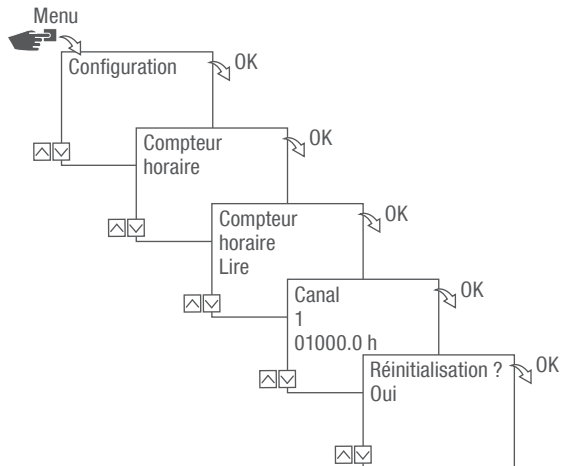 Menu
Configuration
OK
Compteur
horaire
OK
Compteur
horaire
Lire
OK
Canal
1
01000.0 h
OK
Réinitialisation ?
Oui
OK